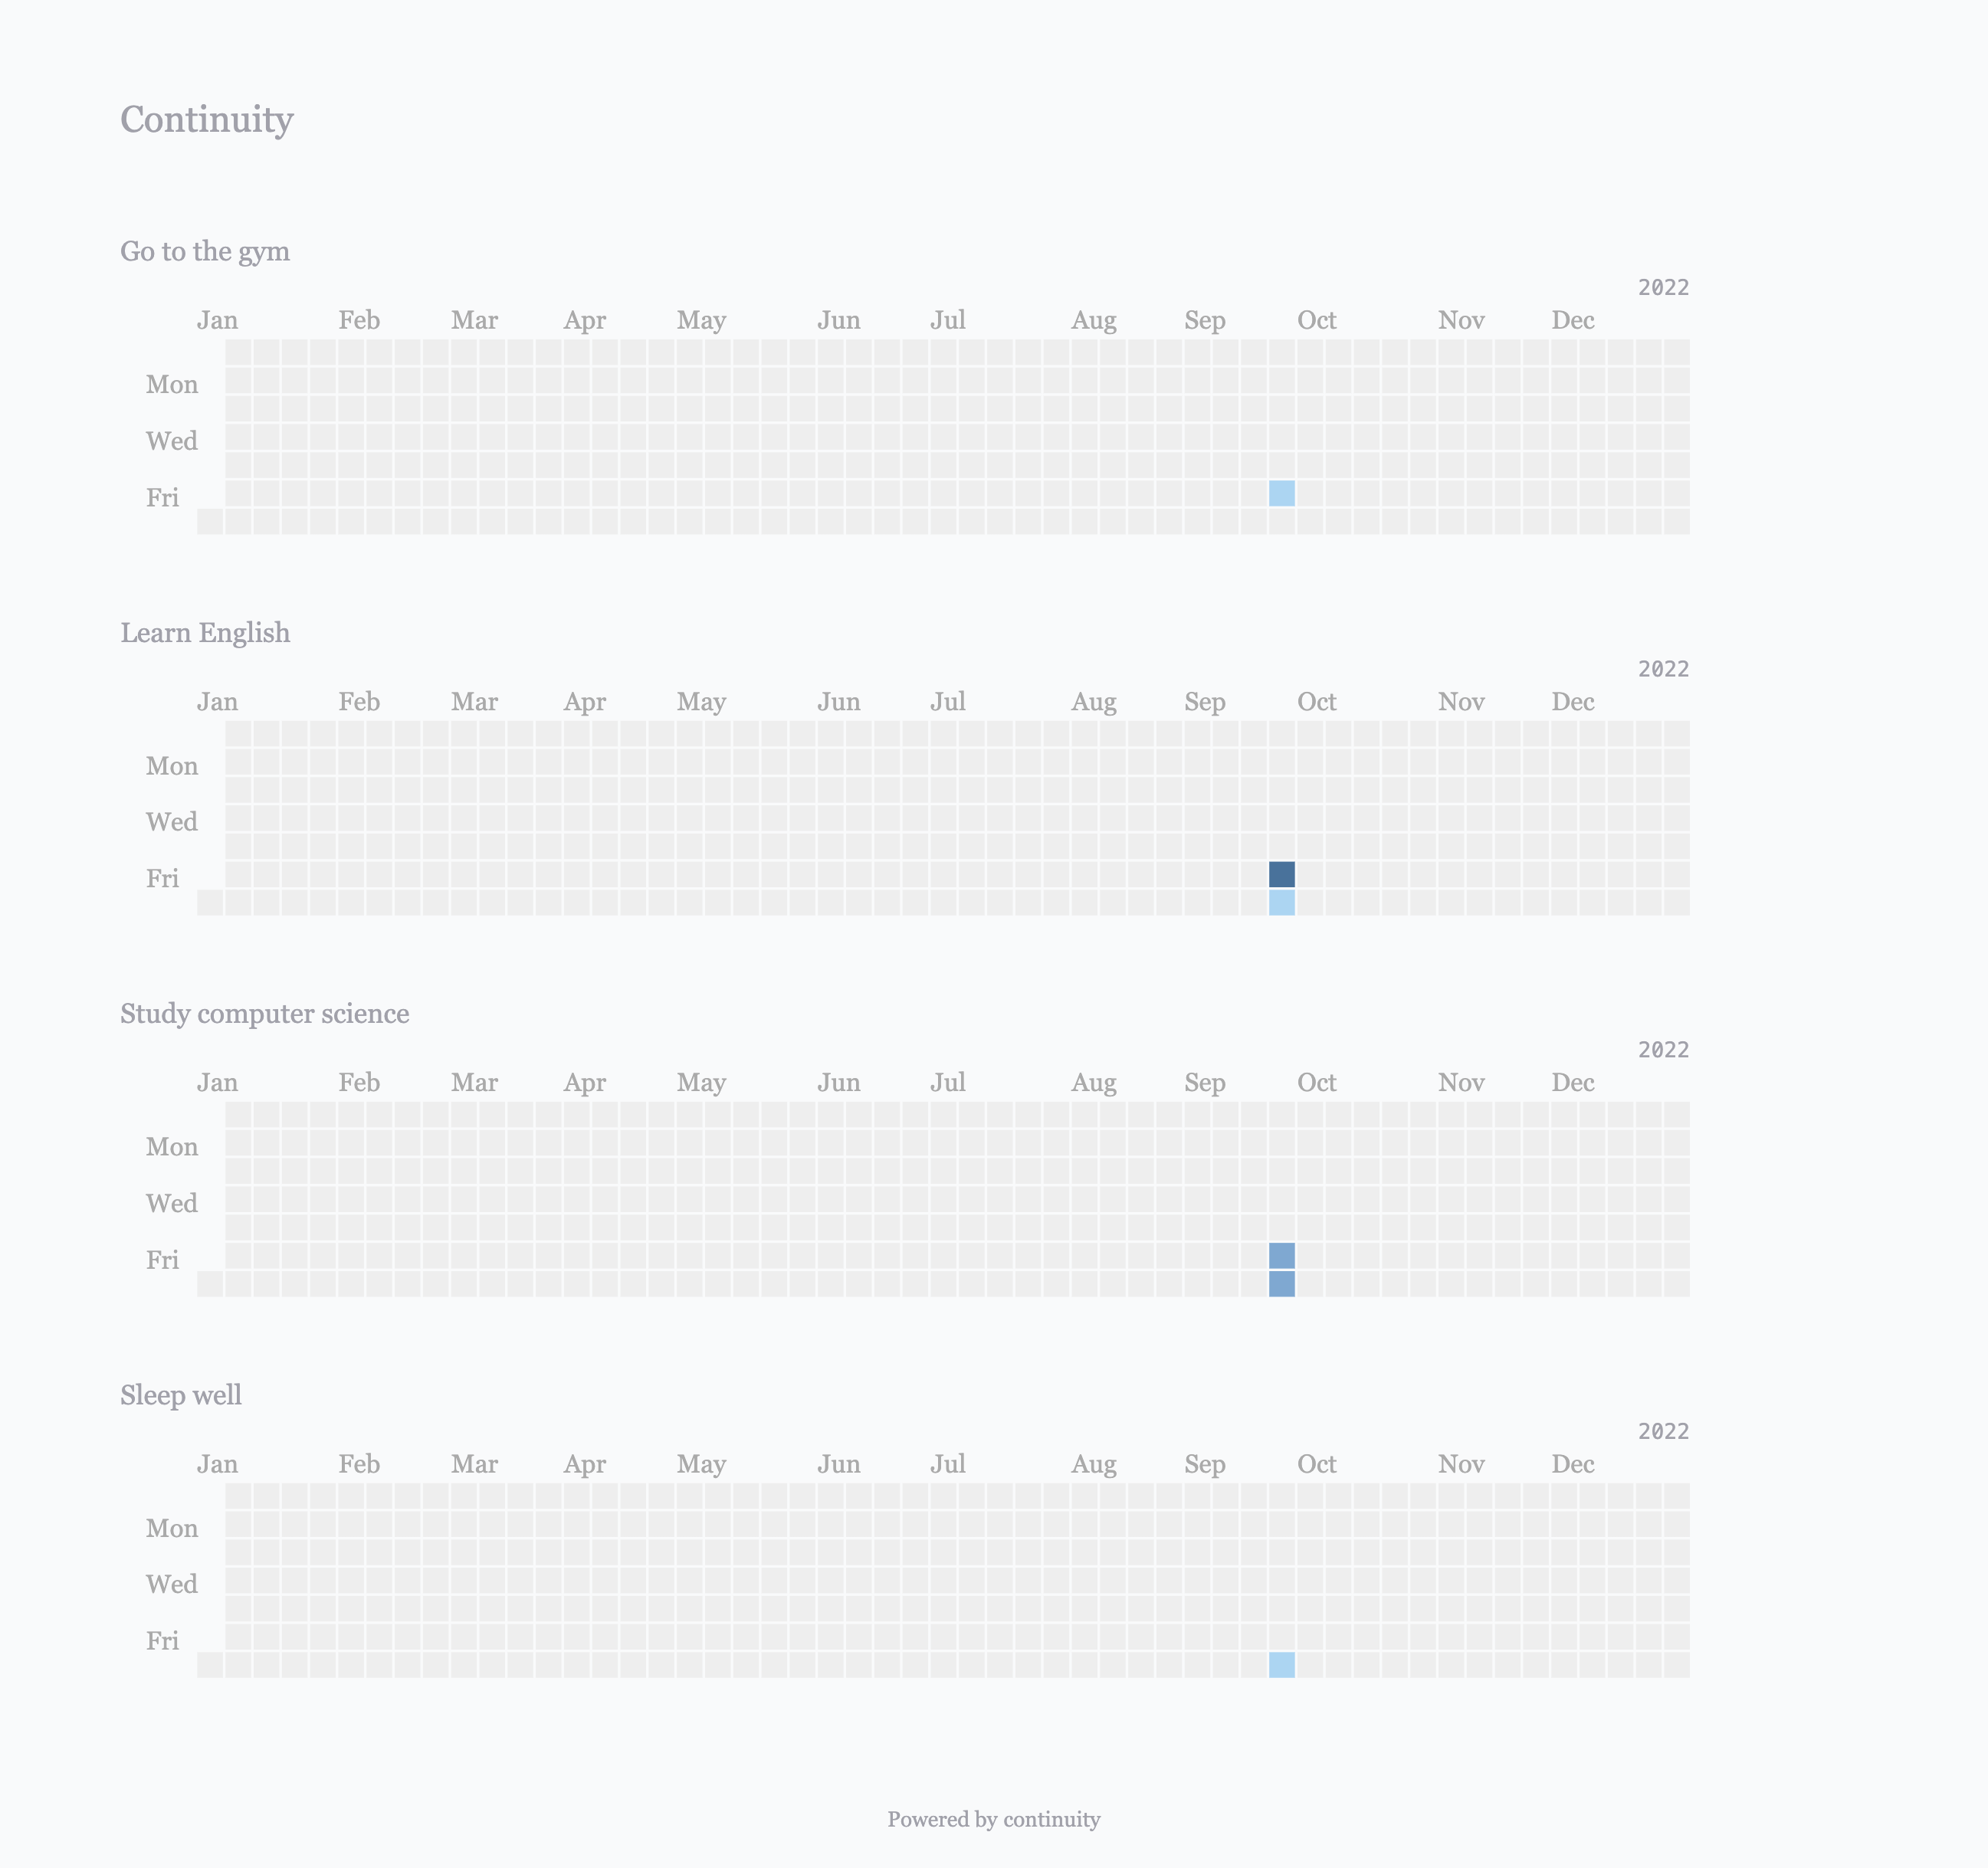 Continuity
Go to the gym
2022
Jan Feb Mar Apr May Jun Jul Aug Sep Oct Nov Dec
Mon
Wed
Fri
Learn English
2022
Jan Feb Mar Apr May Jun Jul Aug Sep Oct Nov Dec
Mon
Wed
Fri
Study computer science
2022
Jan Feb Mar Apr May Jun Jul Aug Sep Oct Nov Dec
Mon
Wed
Fri
Sleep well
2022
Jan Feb Mar Apr May Jun Jul Aug Sep Oct Nov Dec
Mon
Wed
Fri
Powered by continuity